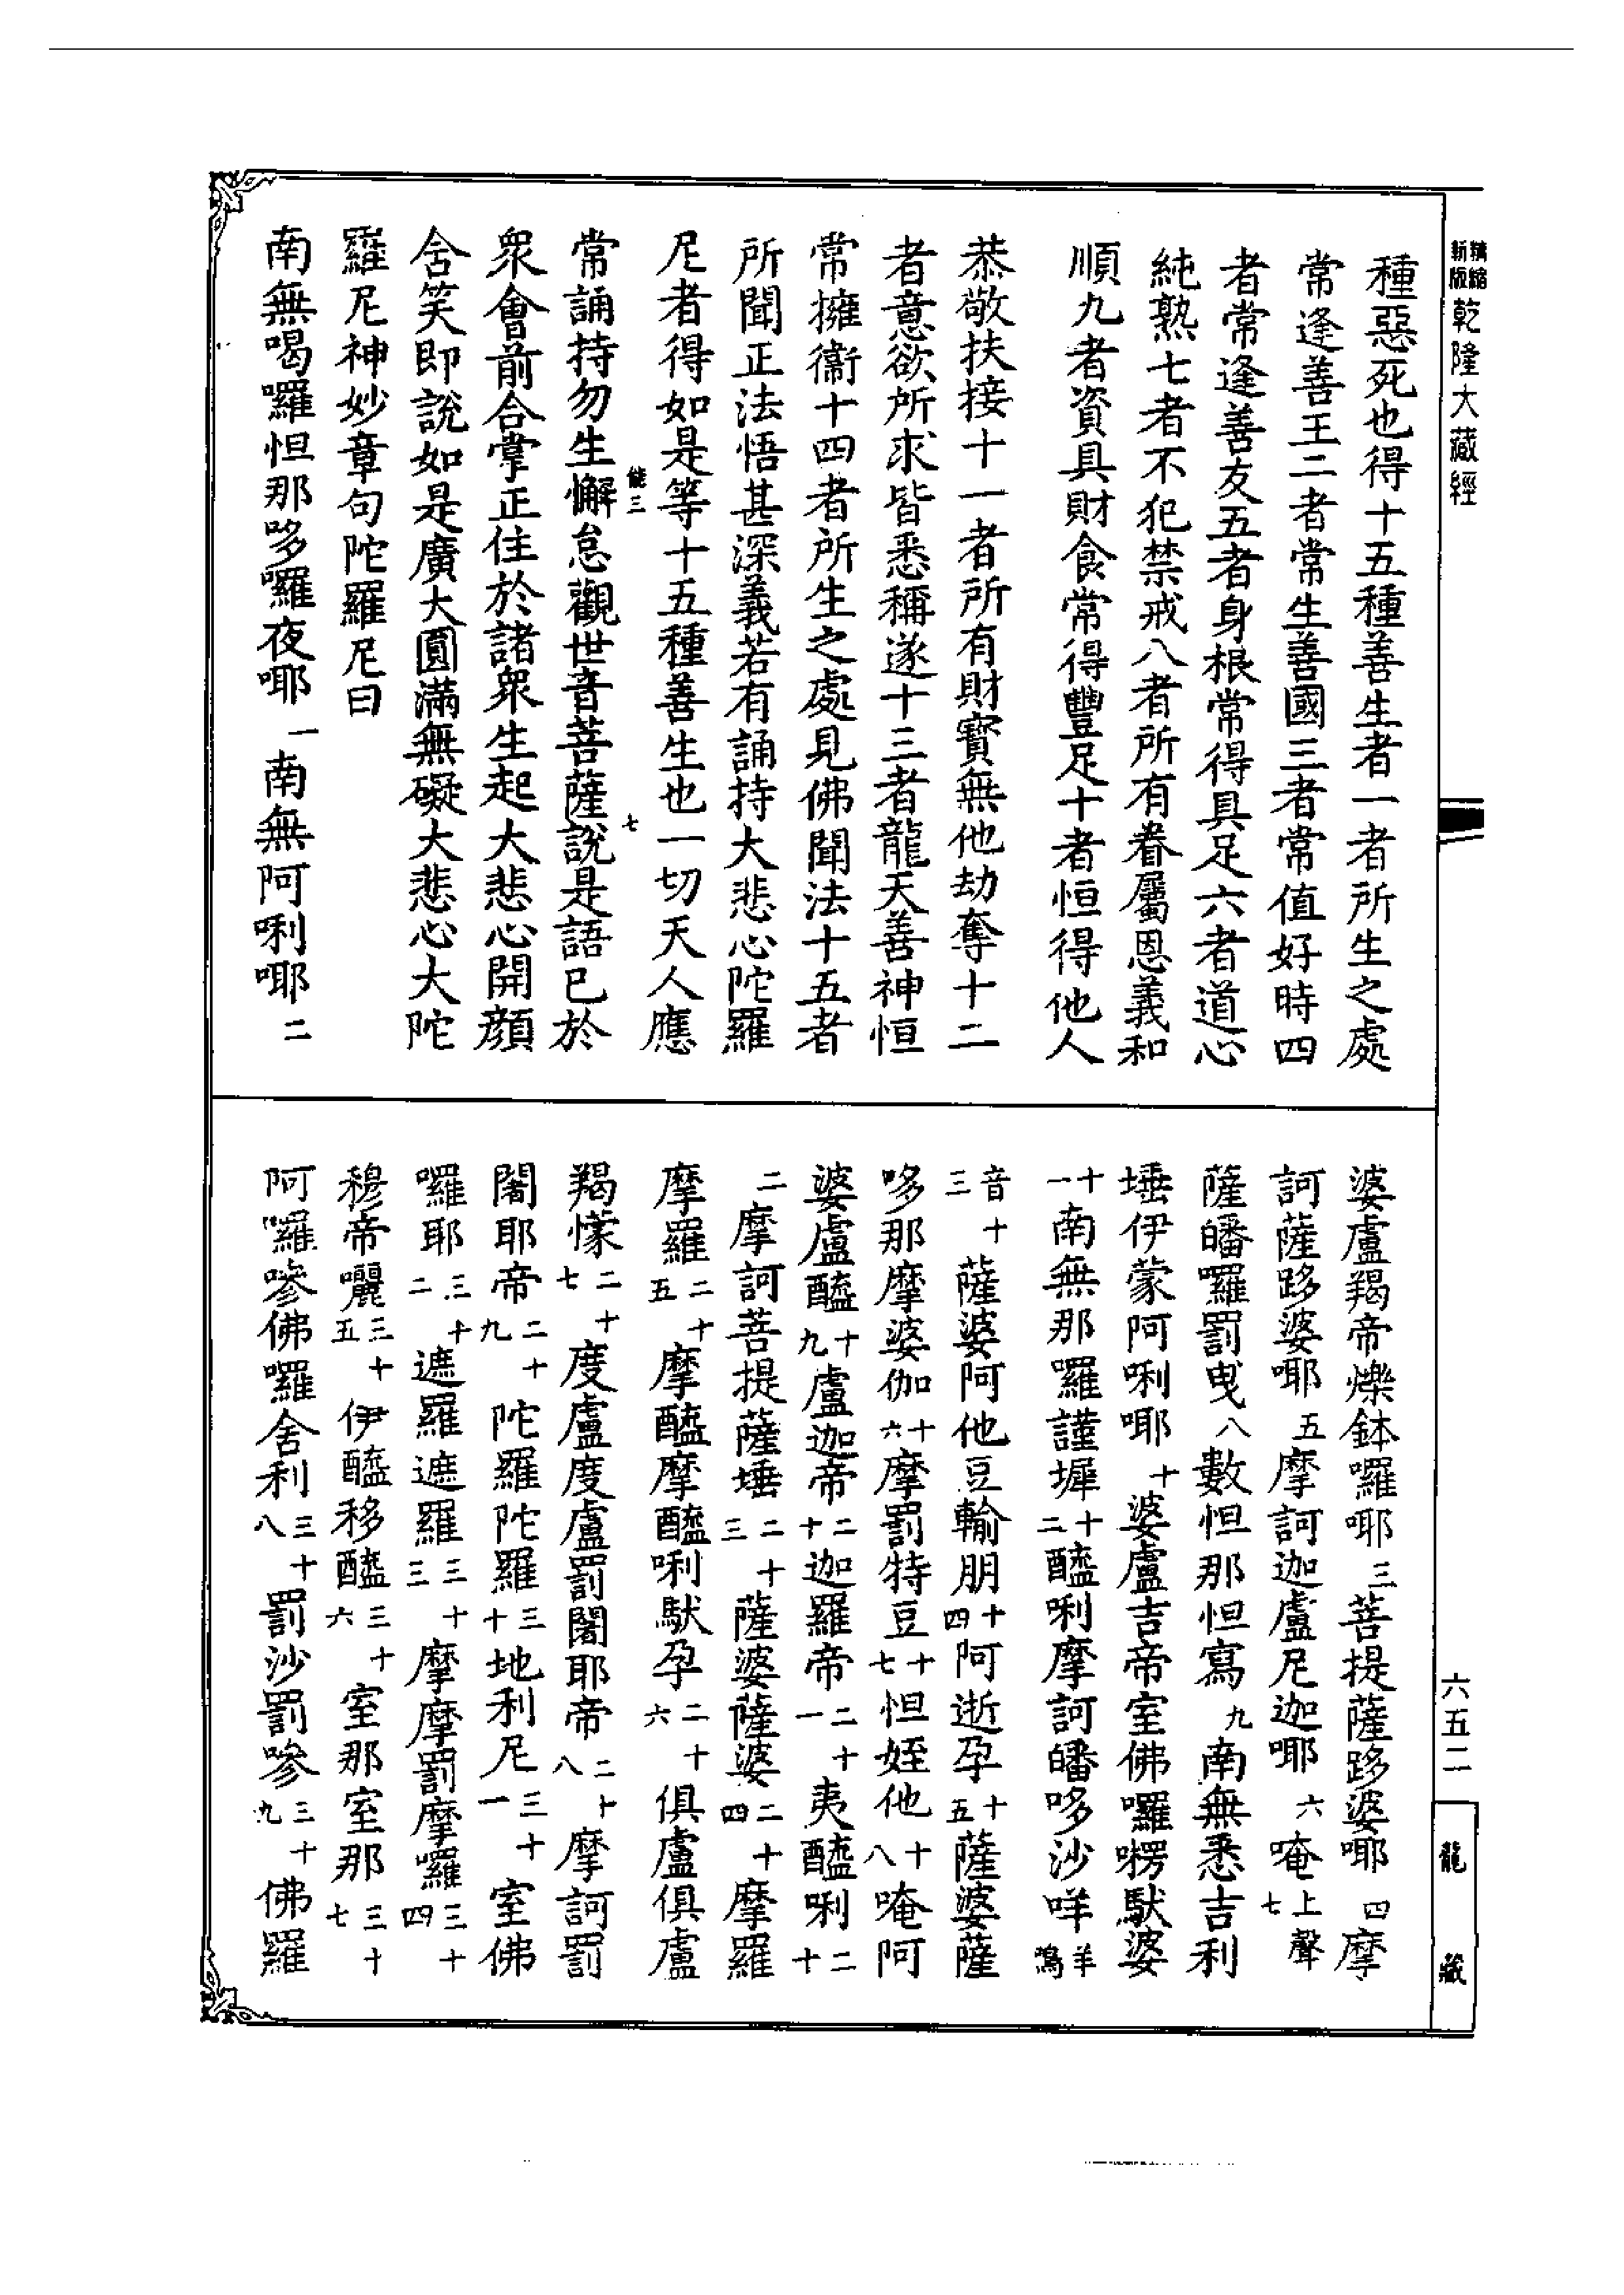 精縮
新版
乾隆大藏經
種惡死也得十五種善生者一者所生之處
常逢善王二者常生善國三者常值好時四
者常逢善友五者身根常得具足六者道心
純熟七者不犯禁戒八者所有眷屬恩義和
順九者資具財食常得豐足十者恒得他人
恭敬扶接十一者所有財寳無他劫奪十二
者意欲所求皆悉稱遂十三者龍天善神恒
常擁衞十四者所生之處見佛聞法十五者
所聞正法悟甚深義若有誦持大悲心陀羅
尼者得如是等十五種善生也一切天人應
常誦持勿生懈怠觀世音菩薩說是語已於
衆會前合掌正住於諸衆生起大悲心開顏
含笑即說如是廣大圓滿無礙大悲心大陀
羅尼神妙章句陀羅尼曰
南無喝囉怛那哆囉夜耶一南無阿唎耶二
能三
七
婆盧羯帝爍鉢囉耶三菩提薩跢婆耶四摩
訶薩跢婆耶五摩訶迦盧尼迦耶六唵上聲七
薩皤囉罰曳八數怛那怛寫九南無悉吉利
埵伊蒙阿唎耶十婆盧吉帝室佛囉楞馱婆
十一南無那囉謹墀十二醯唎摩訶皤哆沙咩羊鳴
音十三薩婆阿他豆輸朋十四阿逝孕十五薩婆薩
哆那摩婆伽十六摩罰特豆十七怛姪他十八唵阿
婆盧醯十九盧迦帝二十迦羅帝二十一夷醯唎二十
二摩訶菩提薩埵二十三薩婆薩婆二十四摩羅
摩羅二十五摩醯摩醯唎馱孕二十六俱盧俱盧
羯懞二十七度盧度盧罰闍耶帝二十八摩訶罰
闍耶帝二十九陀羅陀羅三十地利尼三十一室佛
囉耶三十二遮羅遮羅三十三摩摩罰摩囉三十四
穆帝囇三十五伊醯移醯三十六室那室那三十七
阿囉嘇佛囉舍利三十八罰沙罰嘇三十九佛羅
六五二
龍藏